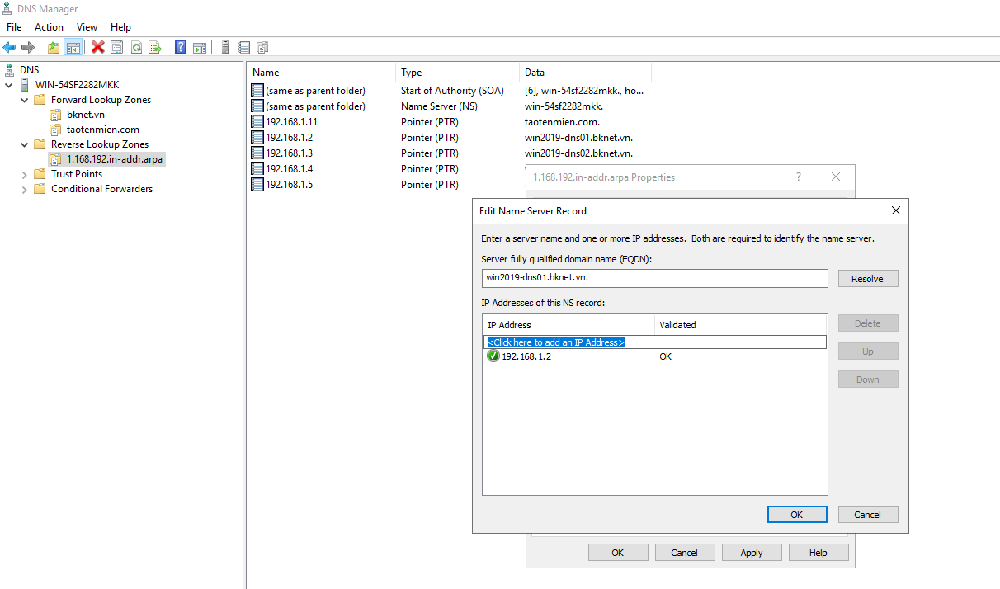 DNS Manager
File Action View Help
DNS
WIN-54SF2282MKK
Forward Lookup Zones
bknet.vn
taotenmien.com
Reverse Lookup Zones
1.168.192.in-addr.arpa
Trust Points
Conditional Forwarders
Name Type Data
(same as parent folder) Start of Authority (SOA) [6], win-54sf2282mkk., ho...
(same as parent folder) Name Server (NS) win-54sf2282mkk.
192.168.1.11 Pointer (PTR) taotenmien.com.
192.168.1.2 Pointer (PTR) win2019-dns01.bknet.vn.
192.168.1.3 Pointer (PTR) win2019-dns02.bknet.vn.
192.168.1.4 Pointer (PTR)
192.168.1.5 Pointer (PTR)
1.168.192.in-addr.arpa Properties ?
Edit Name Server Record
Enter a server name and one or more IP addresses. Both are required to identify the name server.
Server fully qualified domain name (FQDN):
win2019-dns01.bknet.vn. Resolve
IP Addresses of this NS record:
IP Address Validated
<Click here to add an IP Address>
192.168.1.2 OK
Delete
Up
Down
OK Cancel
OK Cancel Apply Help